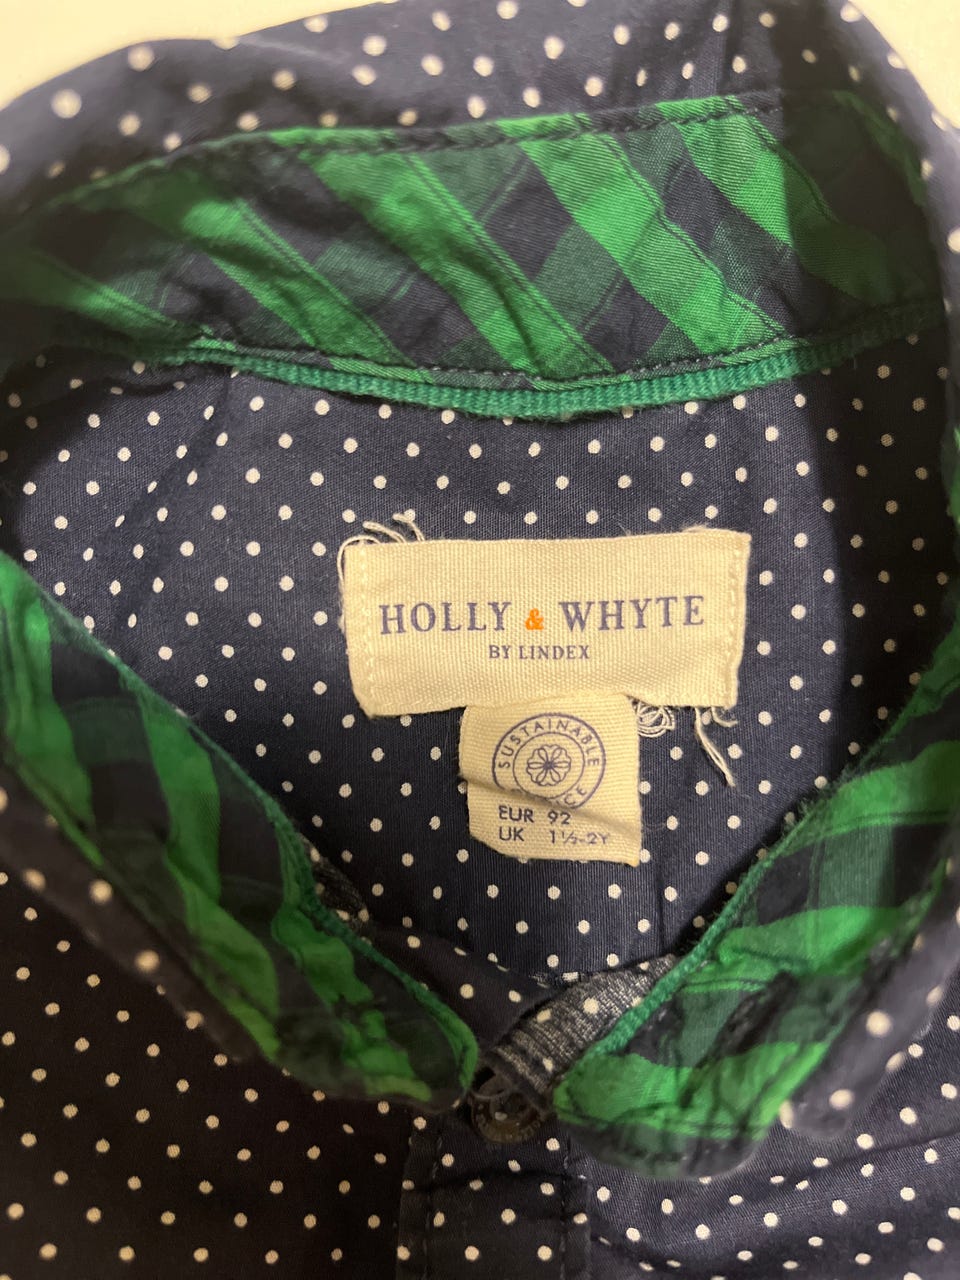 HOLLY & WHYTE
BY LINDEX
SUSTAINABLE
EUR 92
UK 1½-2Y